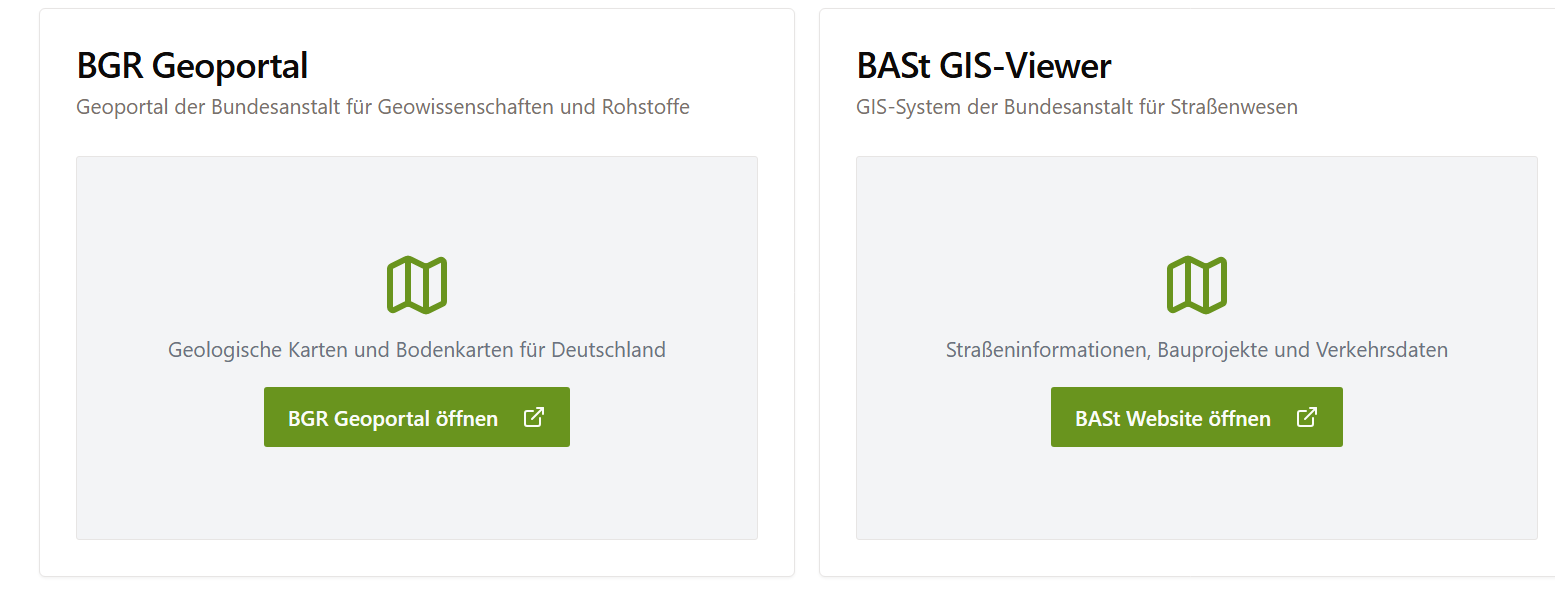 BGR Geoportal
Geoportal der Bundesanstalt für Geowissenschaften und Rohstoffe
Geologische Karten und Bodenkarten für Deutschland
BGR Geoportal öffnen
BASt GIS-Viewer
GIS-System der Bundesanstalt für Straßenwesen
Straßeninformationen, Bauprojekte und Verkehrsdaten
BASt Website öffnen